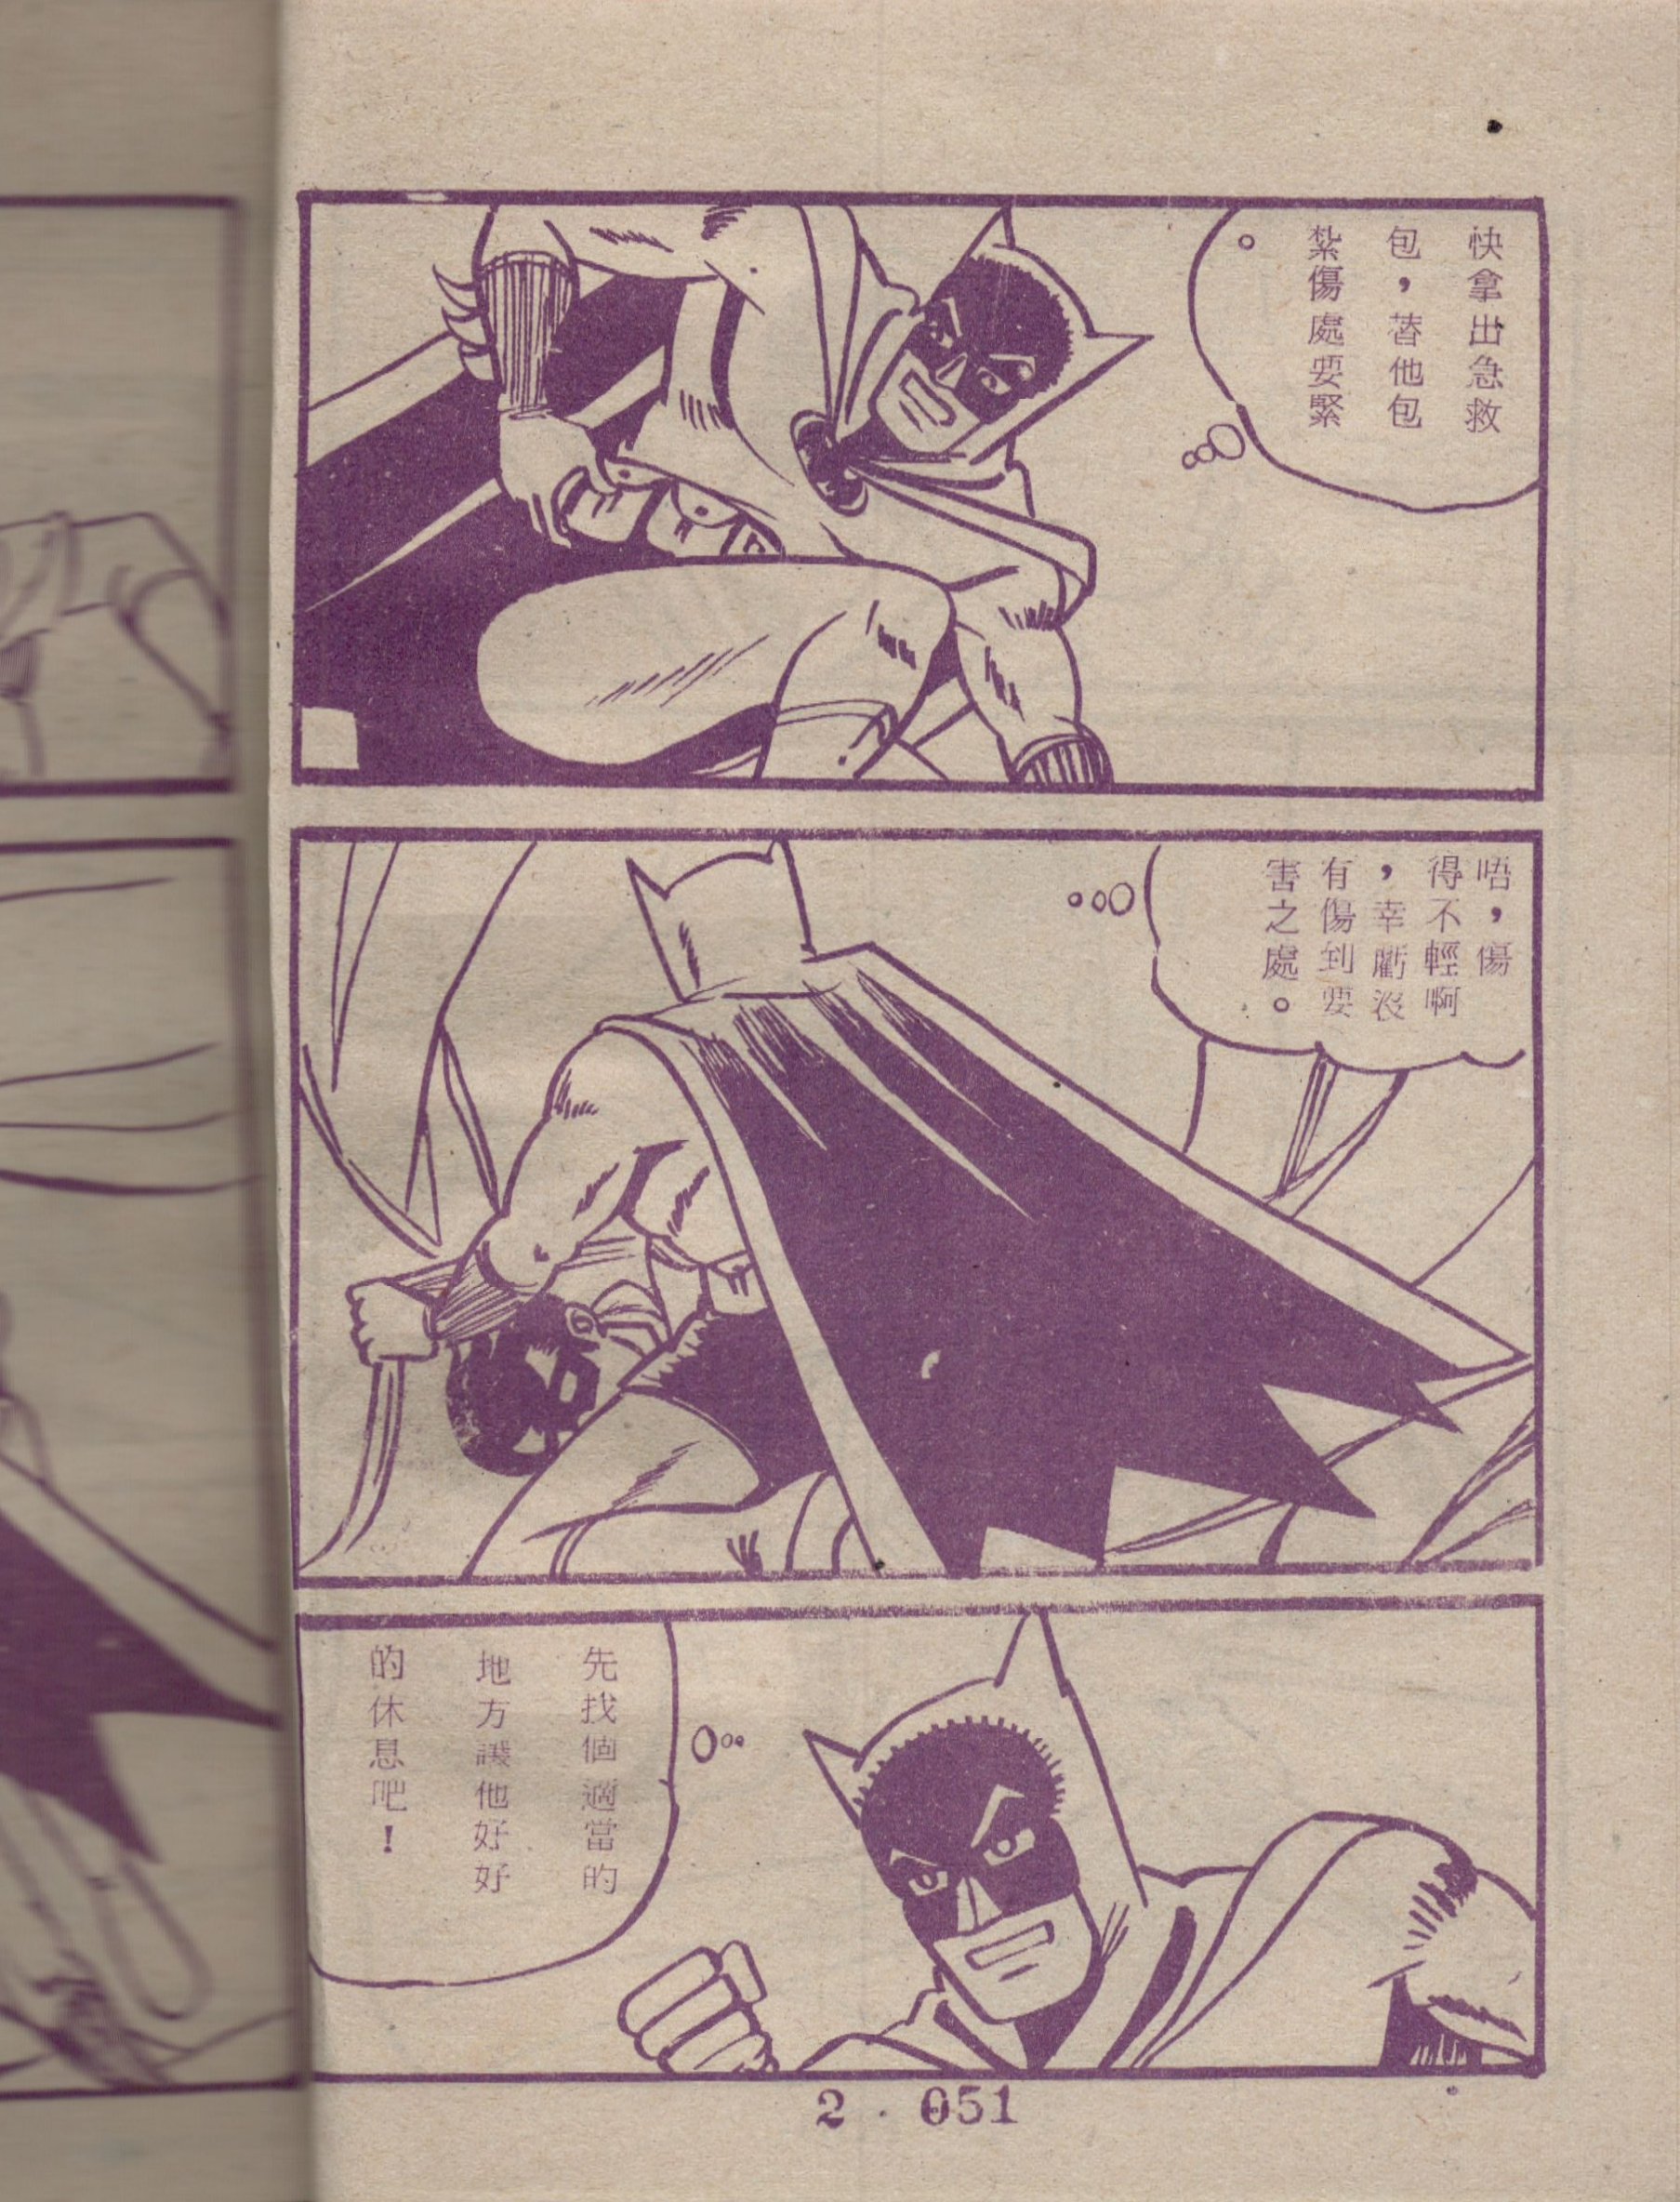 快拿出急救
包，替他包
紮傷處要緊
。
唔，傷
得不輕啊
，幸虧沒
有傷到要
害之處。
先找個適當的
地方讓他好好
的休息吧！
2．051